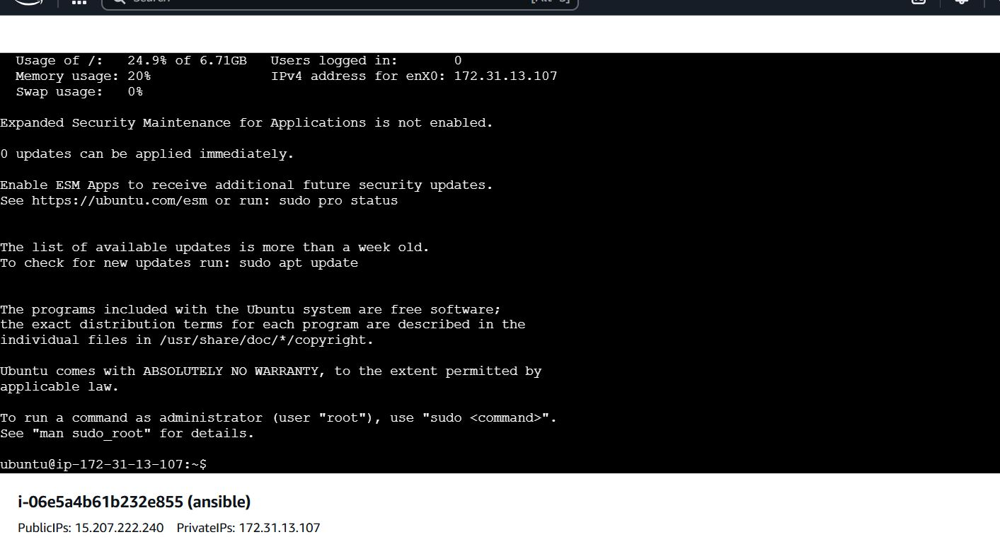 Usage of /:   24.9% of 6.71GB   Users logged in:       0
Memory usage: 20%               IPv4 address for enX0: 172.31.13.107
Swap usage:   0%
Expanded Security Maintenance for Applications is not enabled.
0 updates can be applied immediately.
Enable ESM Apps to receive additional future security updates.
See https://ubuntu.com/esm or run: sudo pro status
The list of available updates is more than a week old.
To check for new updates run: sudo apt update
The programs included with the Ubuntu system are free software;
the exact distribution terms for each program are described in the
individual files in /usr/share/doc/*/copyright.
Ubuntu comes with ABSOLUTELY NO WARRANTY, to the extent permitted by
applicable law.
To run a command as administrator (user "root"), use "sudo <command>".
See "man sudo_root" for details.
ubuntu@ip-172-31-13-107:~$
i-06e5a4b61b232e855 (ansible)
PublicIPs: 15.207.222.240   PrivateIPs: 172.31.13.107